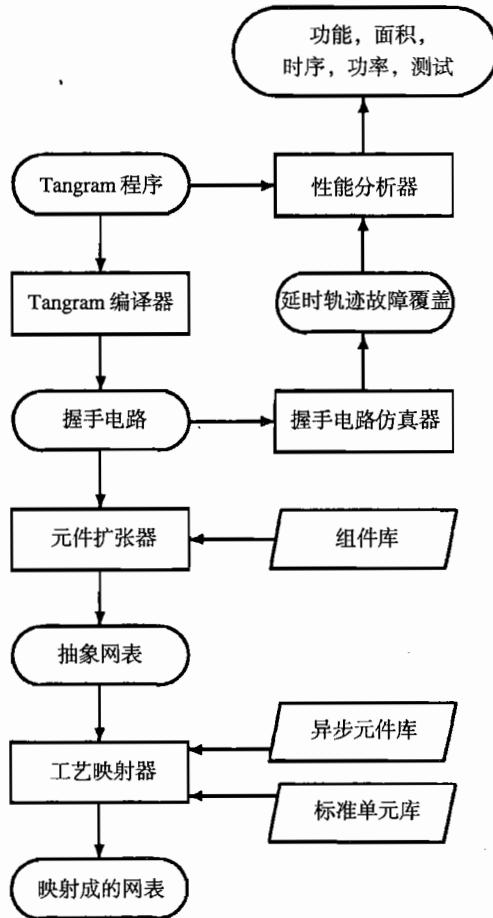 功能，面积，
时序，功率，测试
Tangram 程序
性能分析器
Tangram 编译器
延时轨迹故障覆盖
握手电路
握手电路仿真器
元件扩张器
组件库
抽象网表
异步元件库
工艺映射器
标准单元库
映射成的网表